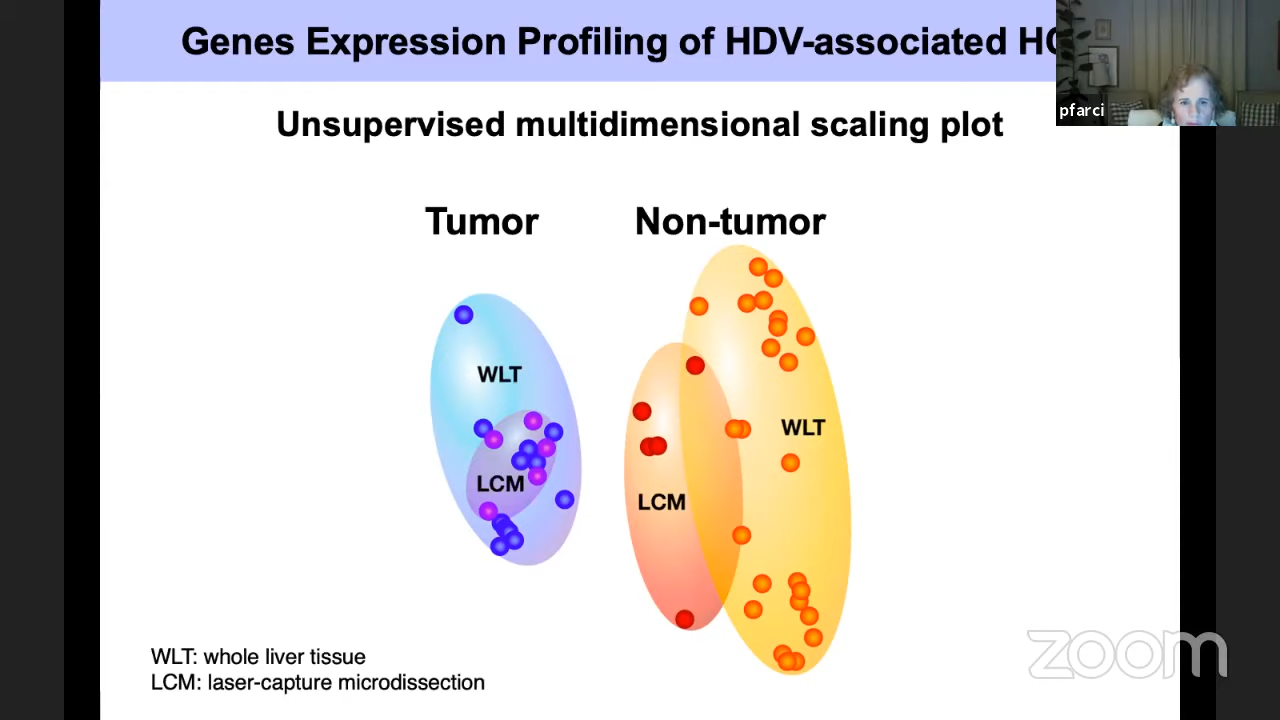 Genes Expression Profiling of HDV-associated HC
pfarci
Unsupervised multidimensional scaling plot
Tumor
Non-tumor
WLT
WLT
LCM
LCM
WLT: whole liver tissue
LCM: laser-capture microdissection
zoom